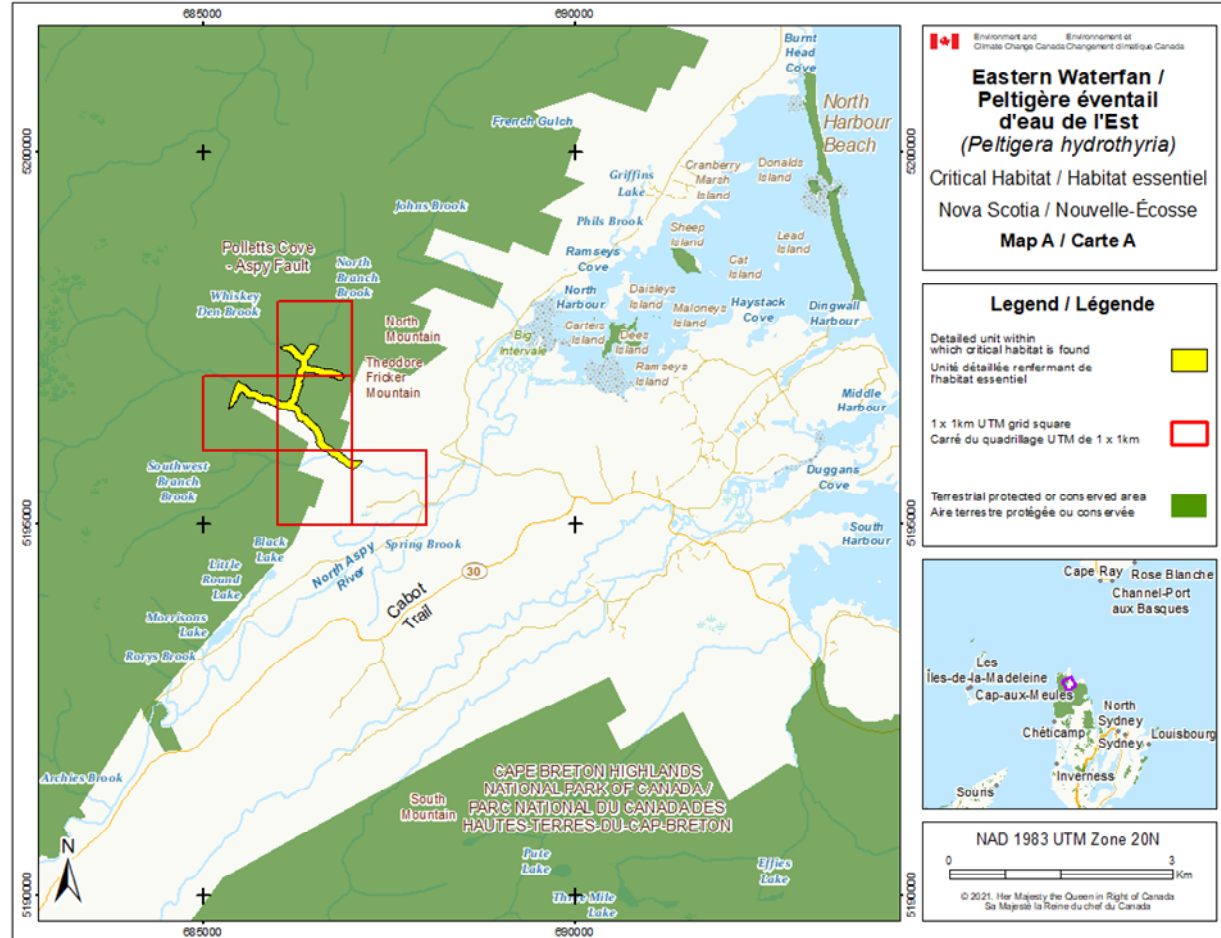 685000
690000
Burnt
Head
Cove
North
Harbour
Beach
French Gulch
5200000
5200000
Cranberry
Marsh
Island
Donalds
Island
Griffins
Lake
Johns Brook
Phils Brook
Sheep
Island
Lead
Island
Polletts Cove
- Aspy Fault
North
Branch
Brook
Ramseys
Cove
Cat
Island
Whiskey
Den Brook
North
Harbour
Daisleys
Island
Maloneys
Island
Haystack
Cove
Dingwall
Harbour
North
Mountain
Big
Intervale
Carters
Island
Dees
Island
Theodore
Fricker
Mountain
Ramseys
Island
Middle
Harbour
Southwest
Branch
Brook
Duggans
Cove
5195000
5195000
South
Harbour
Black
Lake
Spring Brook
Little
Round
Lake
North Aspy
River
30
Cabot
Trail
Morrisons
Lake
Rorys Brook
Archies Brook
South
Mountain
CAPE BRETON HIGHLANDS
NATIONAL PARK OF CANADA /
PARC NATIONAL DU CANADA DES
HAUTES-TERRES-DU-CAP-BRETON
N
Pute
Lake
Effies
Lake
Three Mile
Lake
5190000
5190000
685000
690000
Environment and
Climate Change Canada
Environnement et
Changement climatique Canada
Eastern Waterfan /
Peltigère éventail
d'eau de l'Est
(Peltigera hydrothyria)
Critical Habitat / Habitat essentiel
Nova Scotia / Nouvelle-Écosse
Map A / Carte A
Legend / Légende
Detailed unit within
which critical habitat is found
Unité détaillée renfermant de
l'habitat essentiel
1 x 1km UTM grid square
Carré du quadrillage UTM de 1 x 1km
Terrestrial protected or conserved area
Aire terrestre protégée ou conservée
Cape Ray
Rose Blanche
Channel-Port
aux Basques
Les
Îles-de-la-Madeleine
Cap-aux-Meules
Chéticamp
North
Sydney
Sydney
Louisbourg
Inverness
Souris
NAD 1983 UTM Zone 20N
0
3
Km
© 2021. Her Majesty the Queen in Right of Canada
Sa Majesté la Reine du chef du Canada